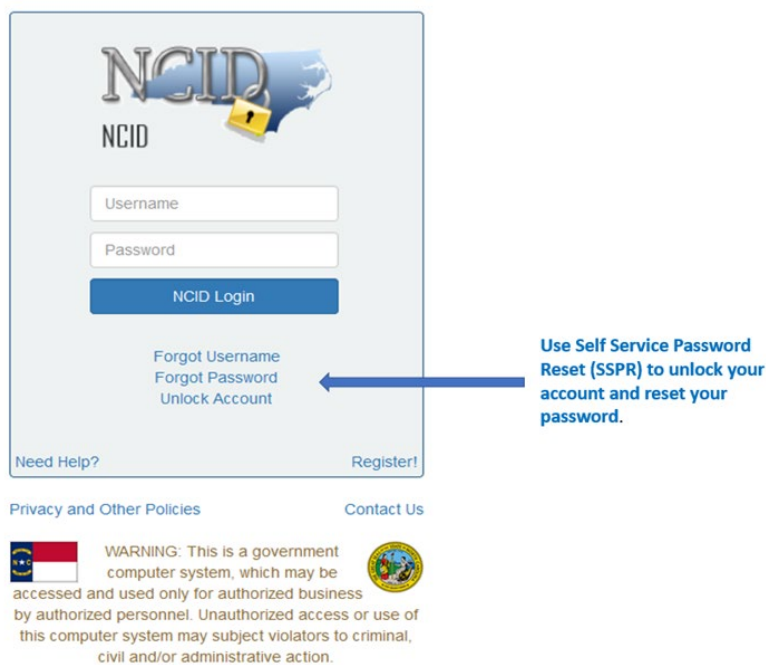 NCID
NCID
Username
Password
NCID Login
Forgot Username
Forgot Password
Unlock Account
Use Self Service Password
Reset (SSPR) to unlock your
account and reset your
password.
Need Help?
Register!
Privacy and Other Policies
Contact Us
N C
WARNING: This is a government
computer system, which may be
accessed and used only for authorized business
by authorized personnel. Unauthorized access or use of
this computer system may subject violators to criminal,
civil and/or administrative action.